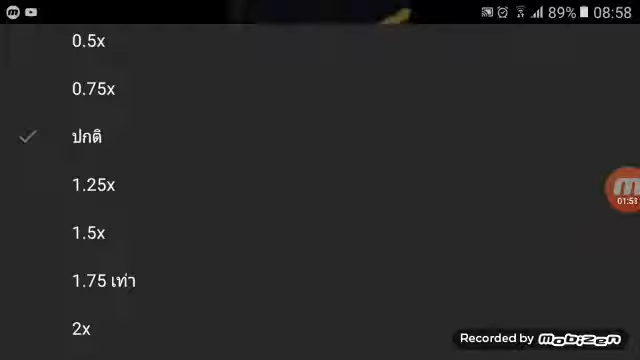 89% 08:58
0.5x
0.75x
ปกติ
1.25x
01:53
1.5x
1.75 เท่า
2x
Recorded by mobizen